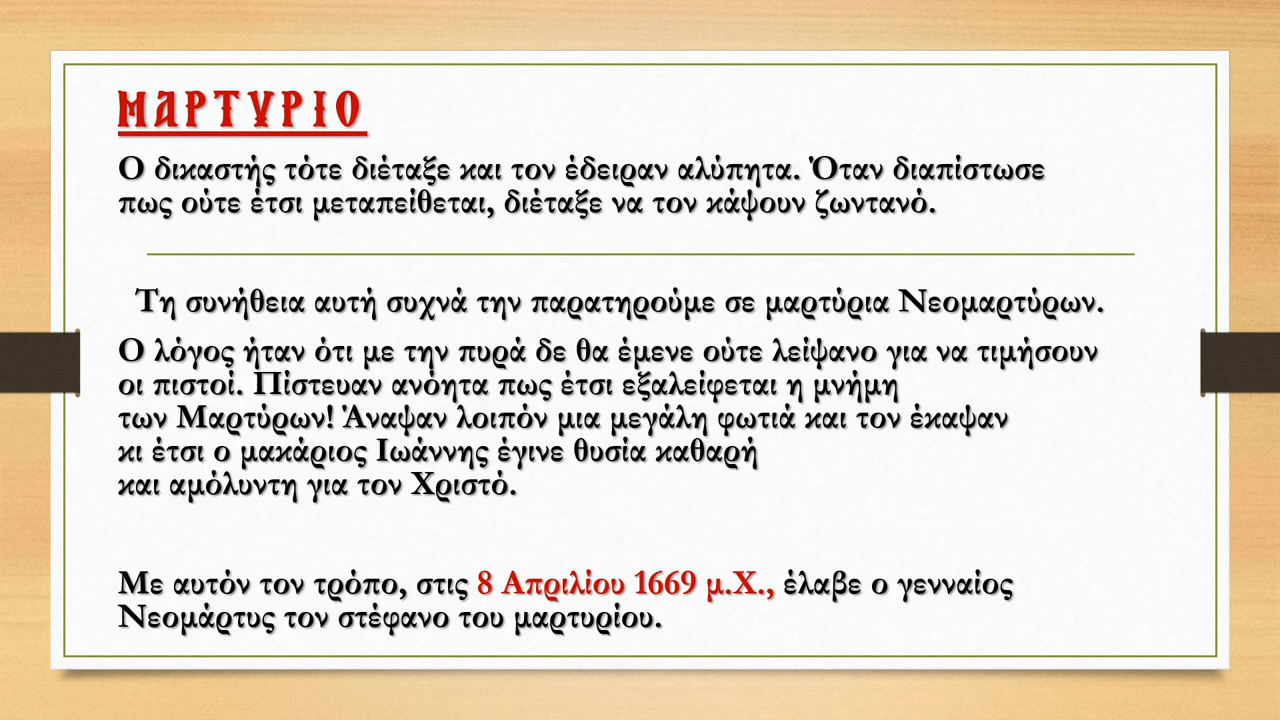 ΜΑΡΤΥΡΙΟ
Ο δικαστής τότε διέταξε και τον έδειραν αλύπητα. Όταν διαπίστωσε
πως ούτε έτσι μεταπείθεται, διέταξε να τον κάψουν ζωντανό.
Τη συνήθεια αυτή συχνά την παρατηρούμε σε μαρτύρια Νεομαρτύρων.
Ο λόγος ήταν ότι με την πυρά δε θα έμενε ούτε λείψανο για να τιμήσουν
οι πιστοί. Πίστευαν ανόητα πως έτσι εξαλείφεται η μνήμη
των Μαρτύρων! Άναψαν λοιπόν μια μεγάλη φωτιά και τον έκαψαν
κι έτσι ο μακάριος Ιωάννης έγινε θυσία καθαρή
και αμόλυντη για τον Χριστό.
Με αυτόν τον τρόπο, στις 8 Απριλίου 1669 μ.Χ., έλαβε ο γενναίος
Νεομάρτυς τον στέφανο του μαρτυρίου.